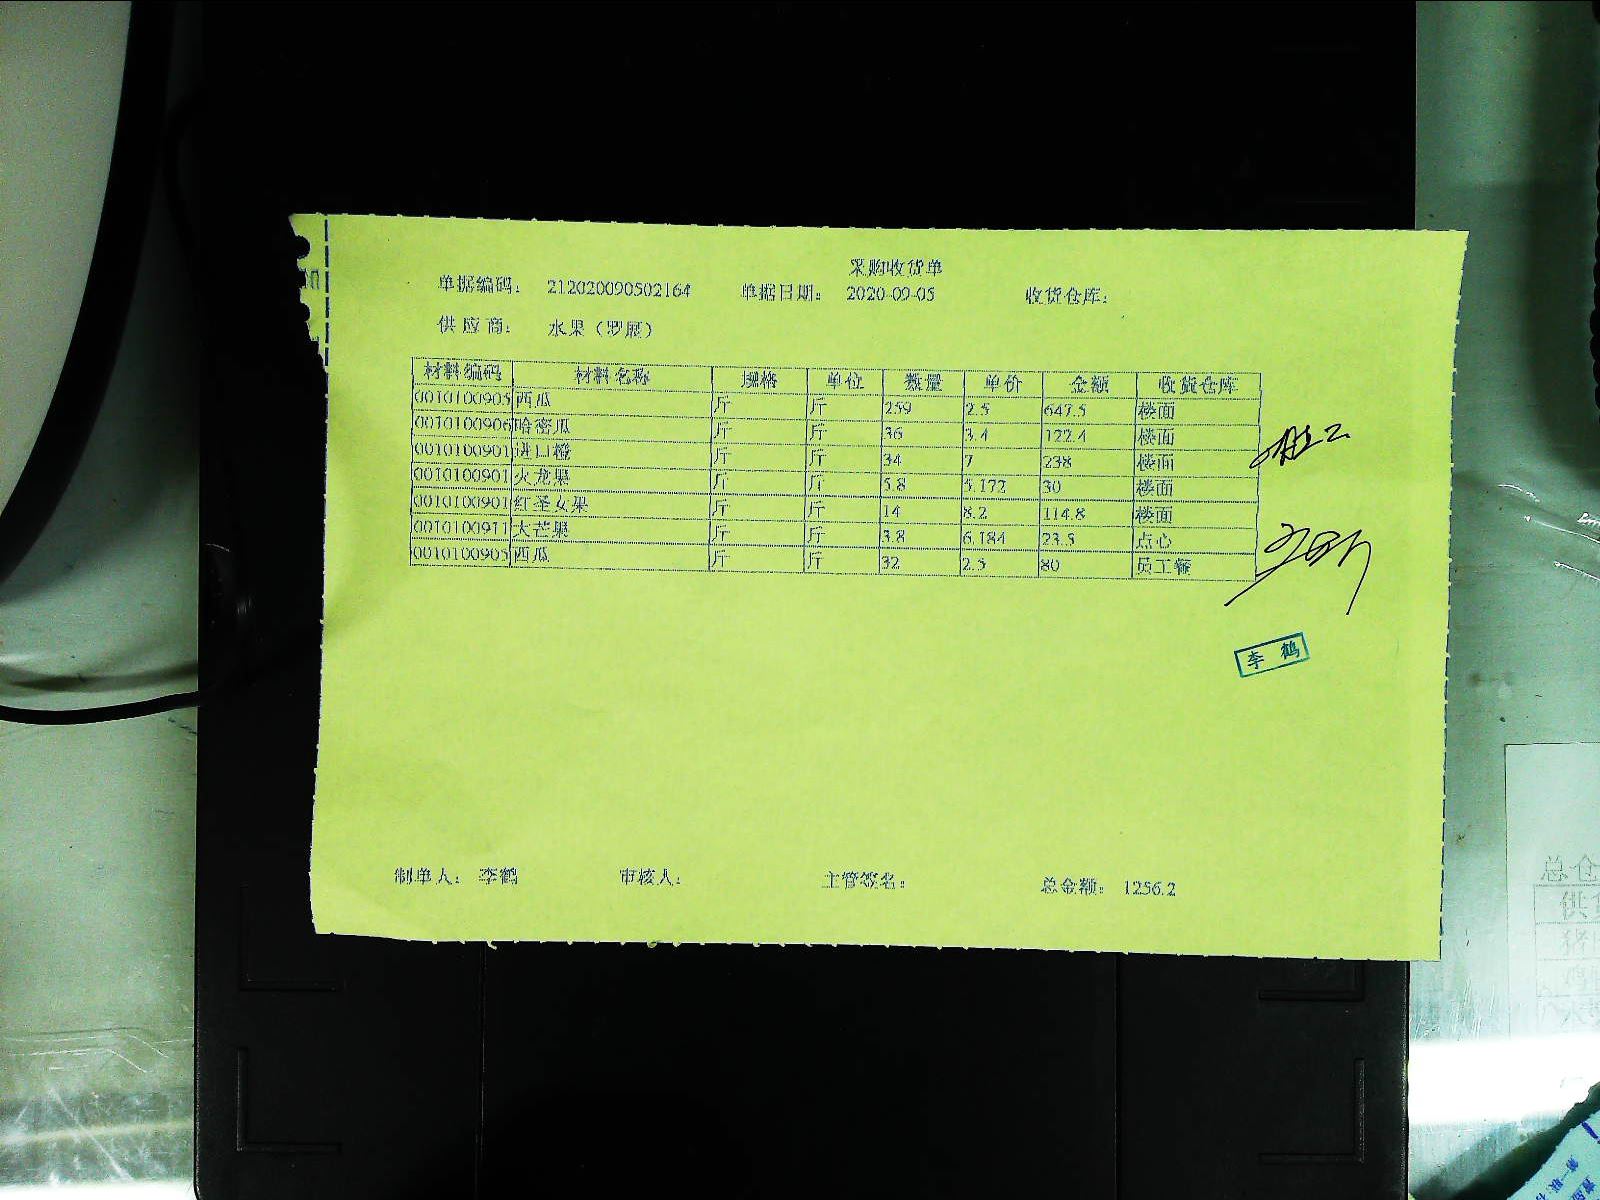 采购收货单
单据编码： 212020090502164 单据日期： 2020-09-05 收货仓库：
供应商： 水果（罗展）
材料编码 材料名称 规格 单位 数量 单价 金额 收货仓库
0010100905 西瓜 斤 斤 259 2.5 647.5 楼面
0010100906 哈密瓜 斤 斤 36 3.4 122.4 楼面
0010100901 进口橙 斤 斤 34 7 238 楼面
0010100901 火龙果 斤 斤 5.8 5.172 30 楼面
0010100901 红圣女果 斤 斤 14 8.2 114.8 楼面
0010100911 大芒果 斤 斤 3.8 6.184 23.5 点心
0010100905 西瓜 斤 斤 32 2.5 80 员工餐
李鹤
制单人： 李鹤 审核人： 主管签名： 总金额： 1256.2
总仓